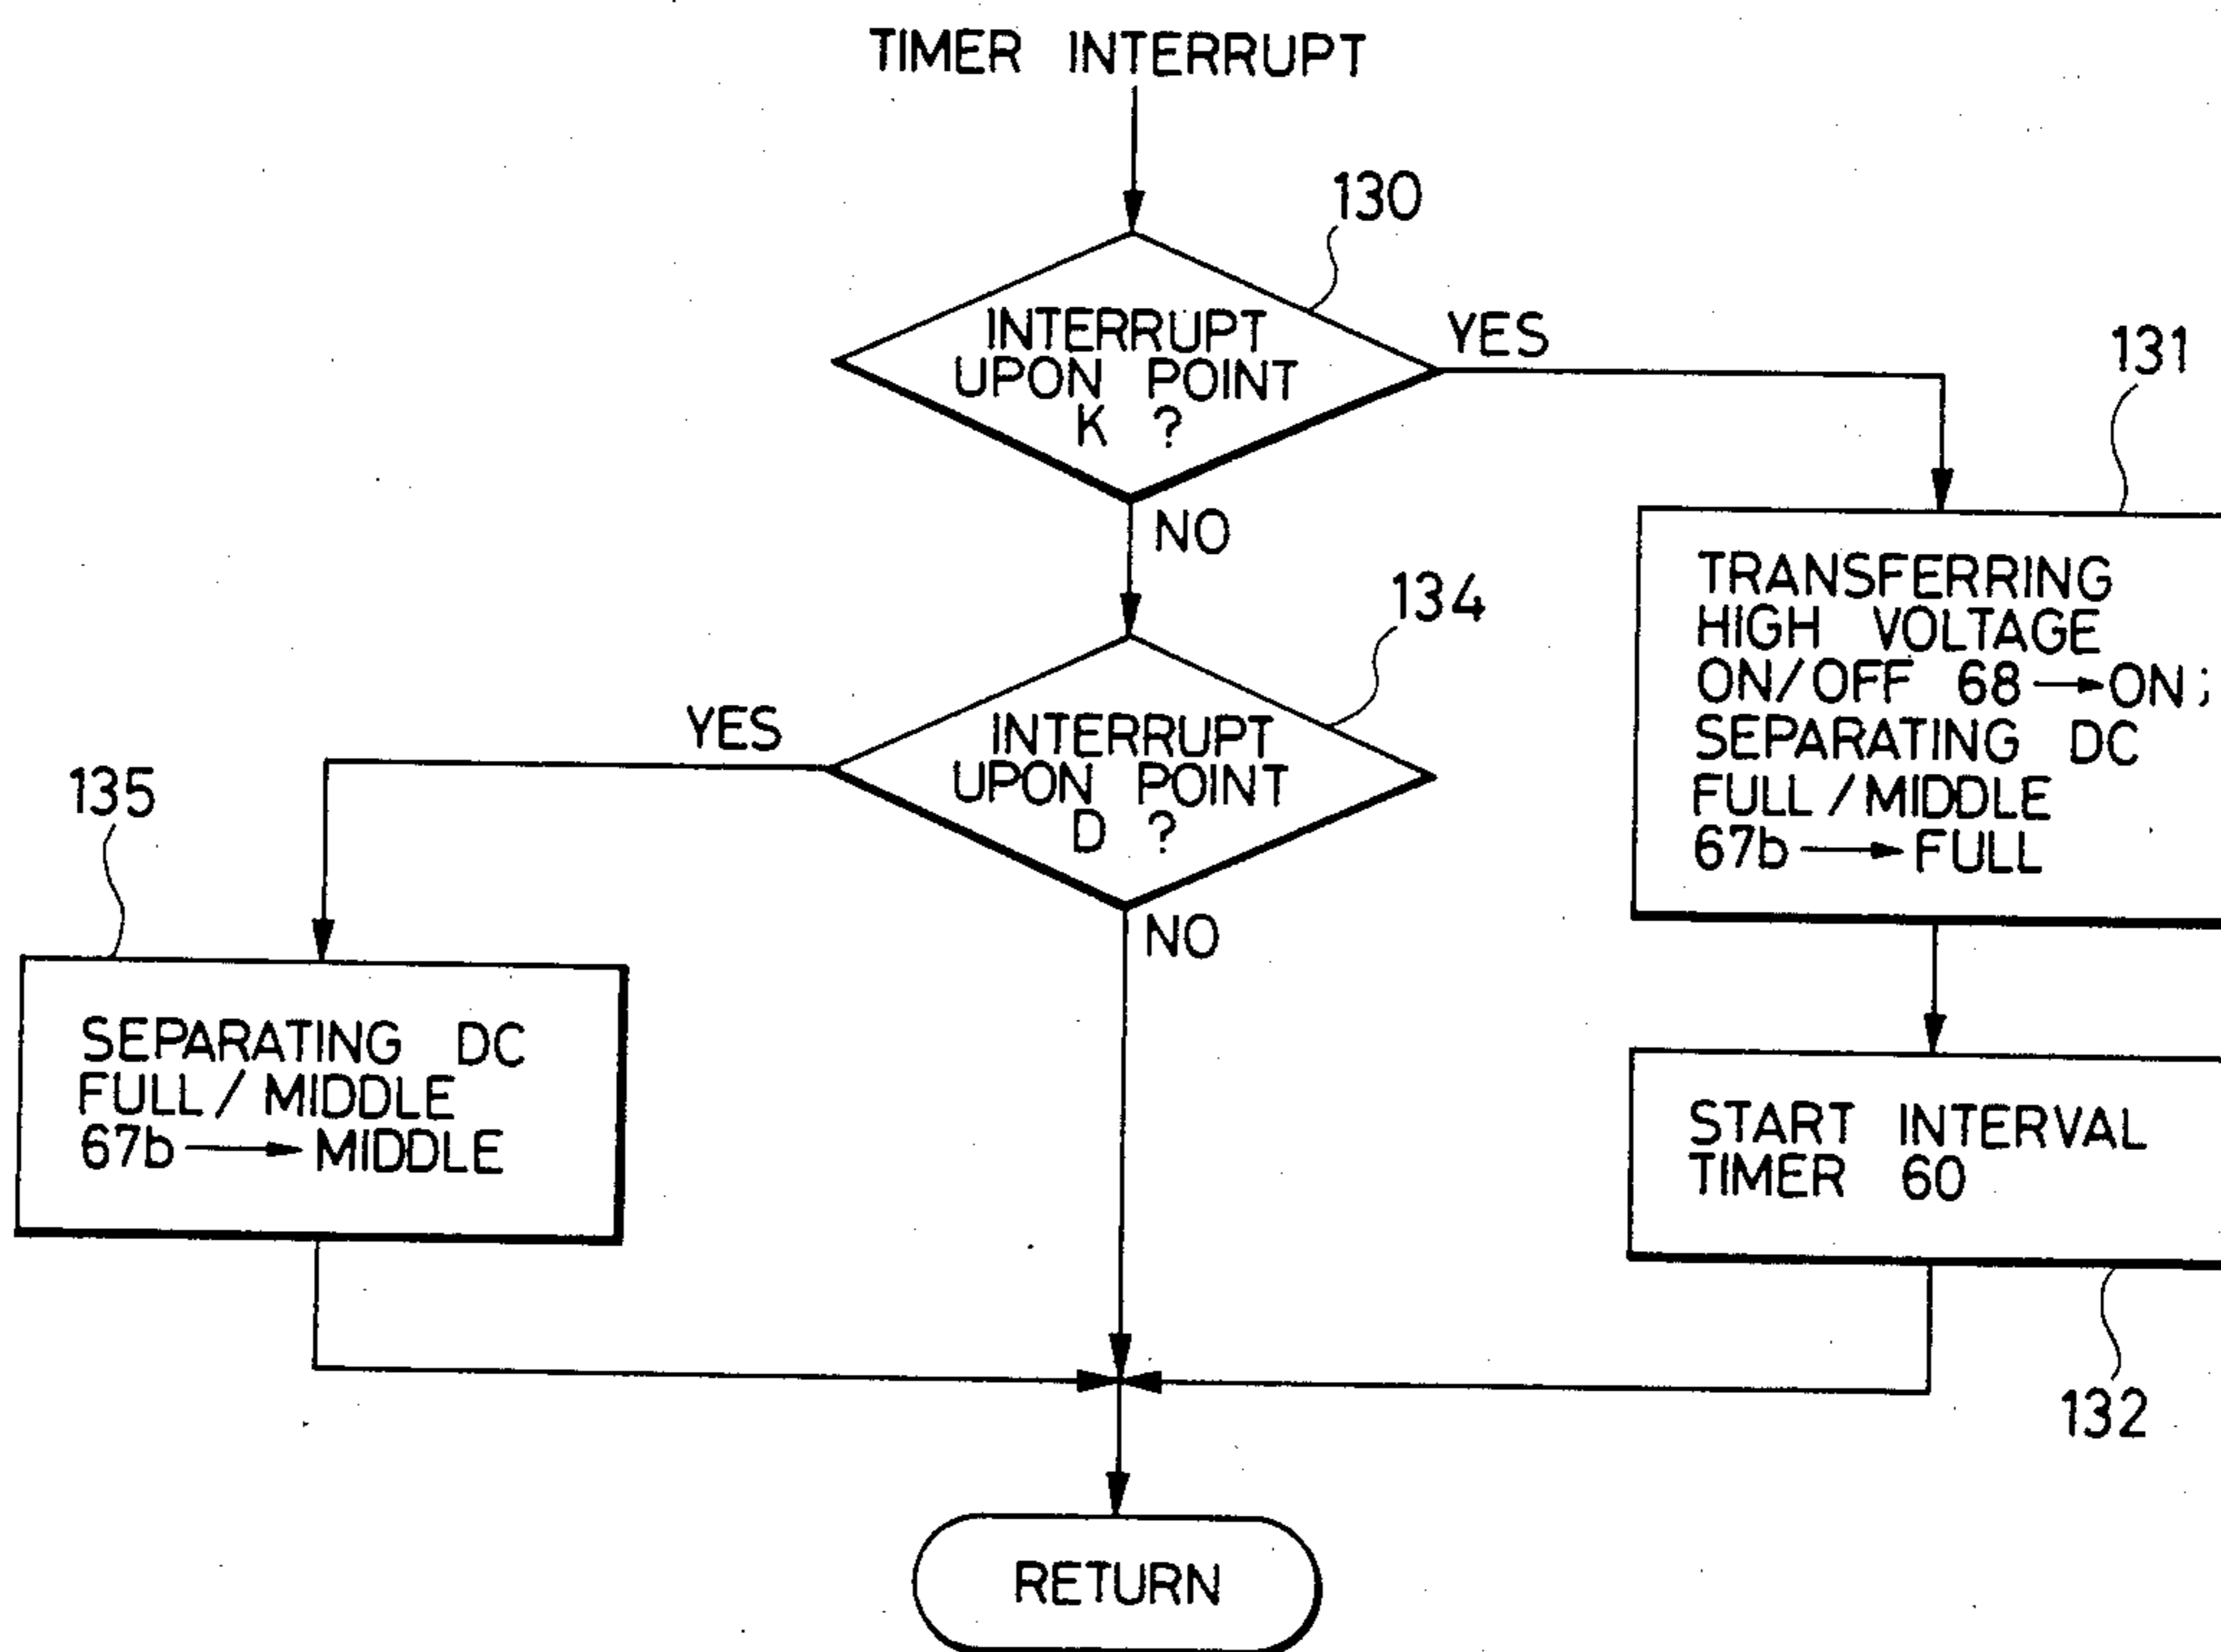 TIMER INTERRUPT
130
INTERRUPT
UPON POINT
K ?
YES
NO
131
TRANSFERRING
HIGH VOLTAGE
ON/OFF 68→ON;
SEPARATING DC
FULL/MIDDLE
67b→FULL
134
INTERRUPT
UPON POINT
D ?
YES
NO
135
SEPARATING DC
FULL/MIDDLE
67b→MIDDLE
START INTERVAL
TIMER 60
132
RETURN